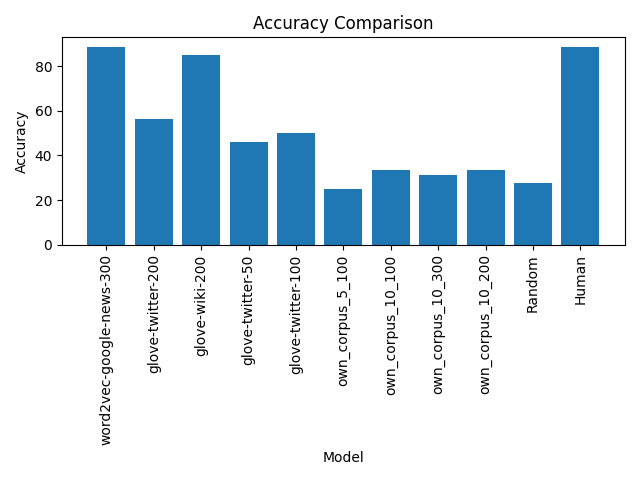 Accuracy Comparison
Accuracy
80
60
40
20
0
word2vec-google-news-300
glove-twitter-200
glove-wiki-200
glove-twitter-50
glove-twitter-100
own_corpus_5_100
own_corpus_10_100
own_corpus_10_300
own_corpus_10_200
Random
Human
Model